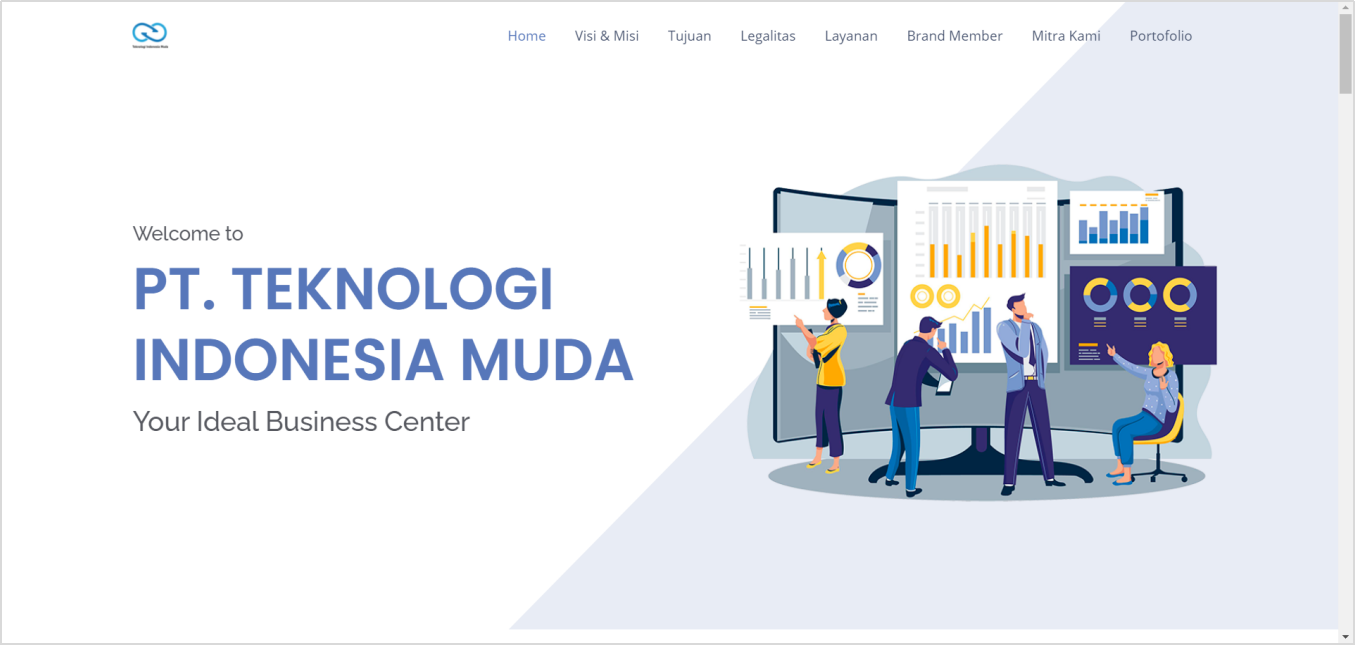 Teknologi Indonesia Muda
Home Visi & Misi Tujuan Legalitas Layanan Brand Member Mitra Kami Portofolio
Welcome to
PT. TEKNOLOGI
INDONESIA MUDA
Your Ideal Business Center